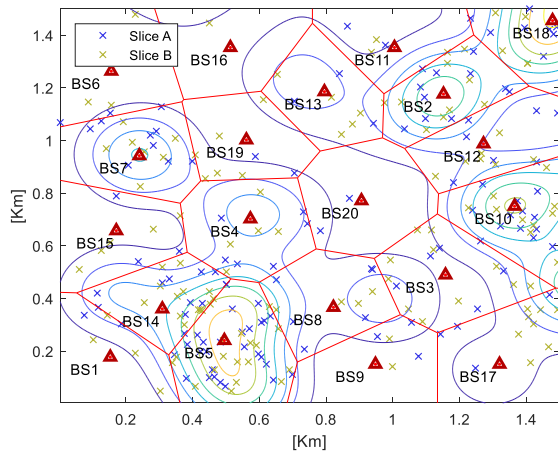 Slice A
Slice B
BS18
BS16
BS11
BS6
BS13
BS2
BS19
BS12
BS7
BS4
BS20
BS10
BS15
BS3
BS14
BS8
BS5
BS1
BS9
BS17
1.4
1.2
1
0.8
0.6
0.4
0.2
[Km]
0.2
0.4
0.6
0.8
1
1.2
1.4
[Km]